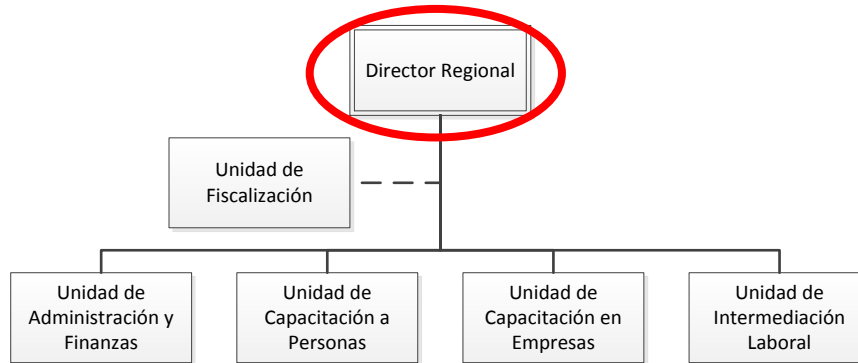 Director Regional
Unidad de
Fiscalización
Unidad de
Administración y
Finanzas
Unidad de
Capacitación a
Personas
Unidad de
Capacitación en
Empresas
Unidad de
Intermediación
Laboral